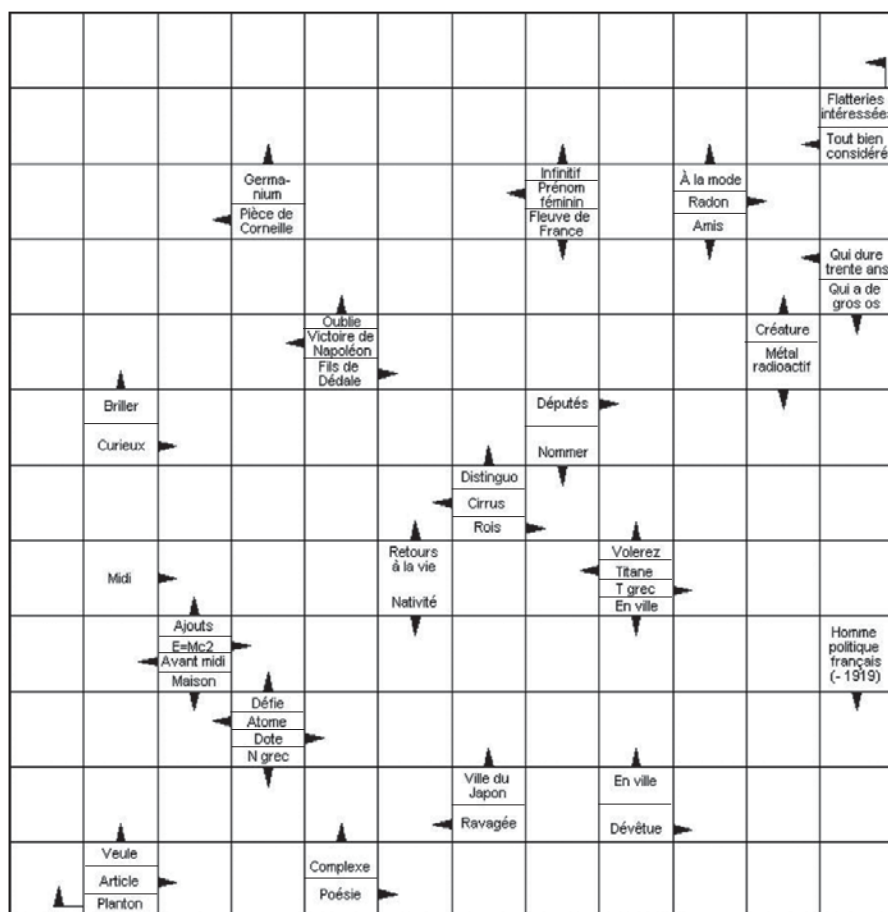 Flatteries
intéressées
Tout bien
considéré
Germa-
nium
Pièce de
Corneille
Infinitif
Prénom
féminin
Fleuve de
France
À la mode
Radon
Amis
Qui dure
trente ans
Qui a de
gros os
Oublie
Victoire de
Napoléon
Fils de
Dédale
Créature
Métal
radioactif
Briller
Curieux
Députés
Nommer
Distinguo
Cirrus
Rois
Midi
Retours
à la vie
Nativité
Volerez
Titane
T grec
En ville
Ajouts
E=Mc2
Avant midi
Maison
Homme
politique
français
(- 1919)
Défie
Atome
Dote
N grec
Ville du
Japon
Ravagée
En ville
Dévêtue
Veule
Article
Planton
Complexe
Poésie